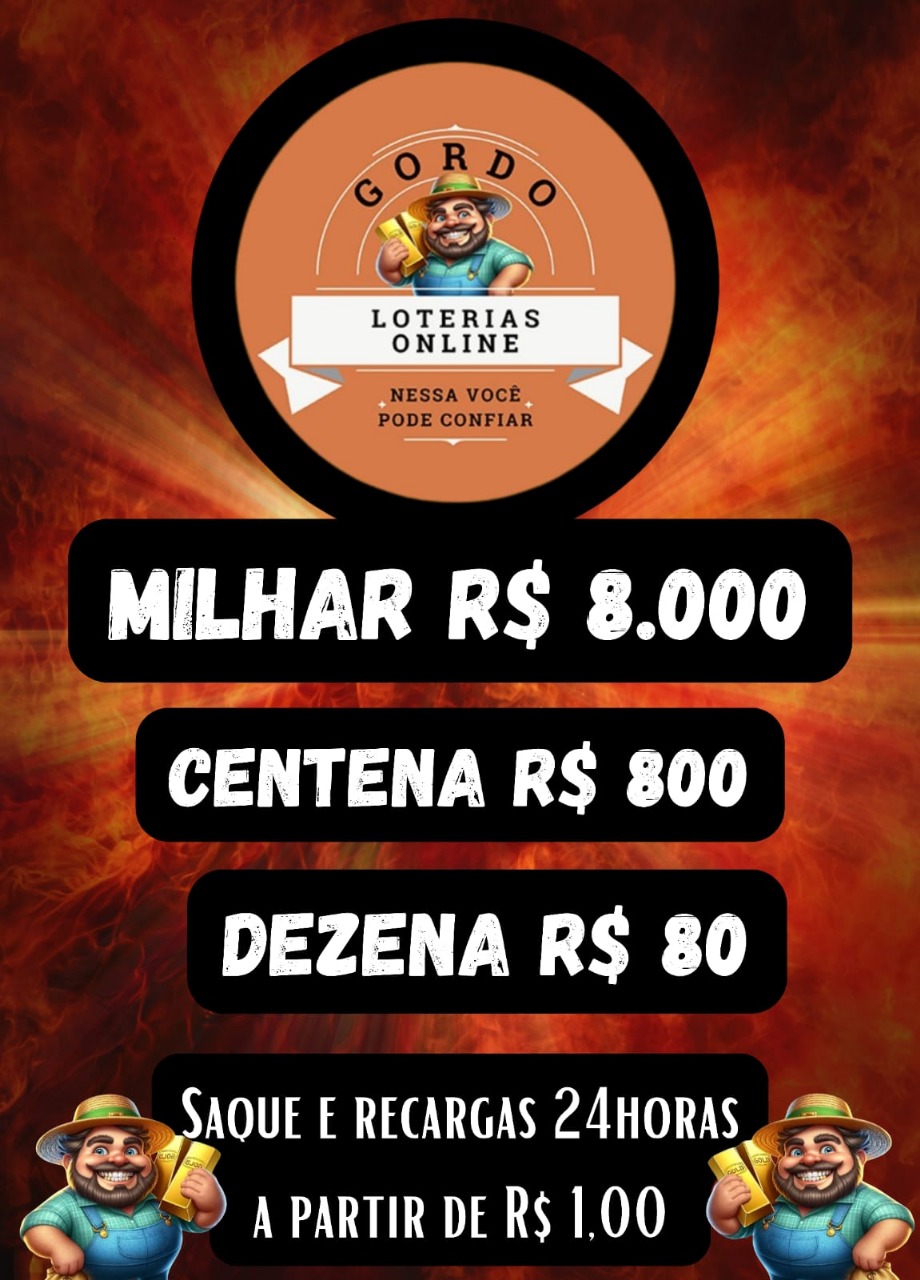 GORDO
LOTERIAS
ONLINE
NESSA VOCÊ
PODE CONFIAR
MILHAR R$ 8.000
CENTENA R$ 800
DEZENA R$ 80
SAQUE E RECARGAS 24HORAS
A PARTIR DE R$ 1,00